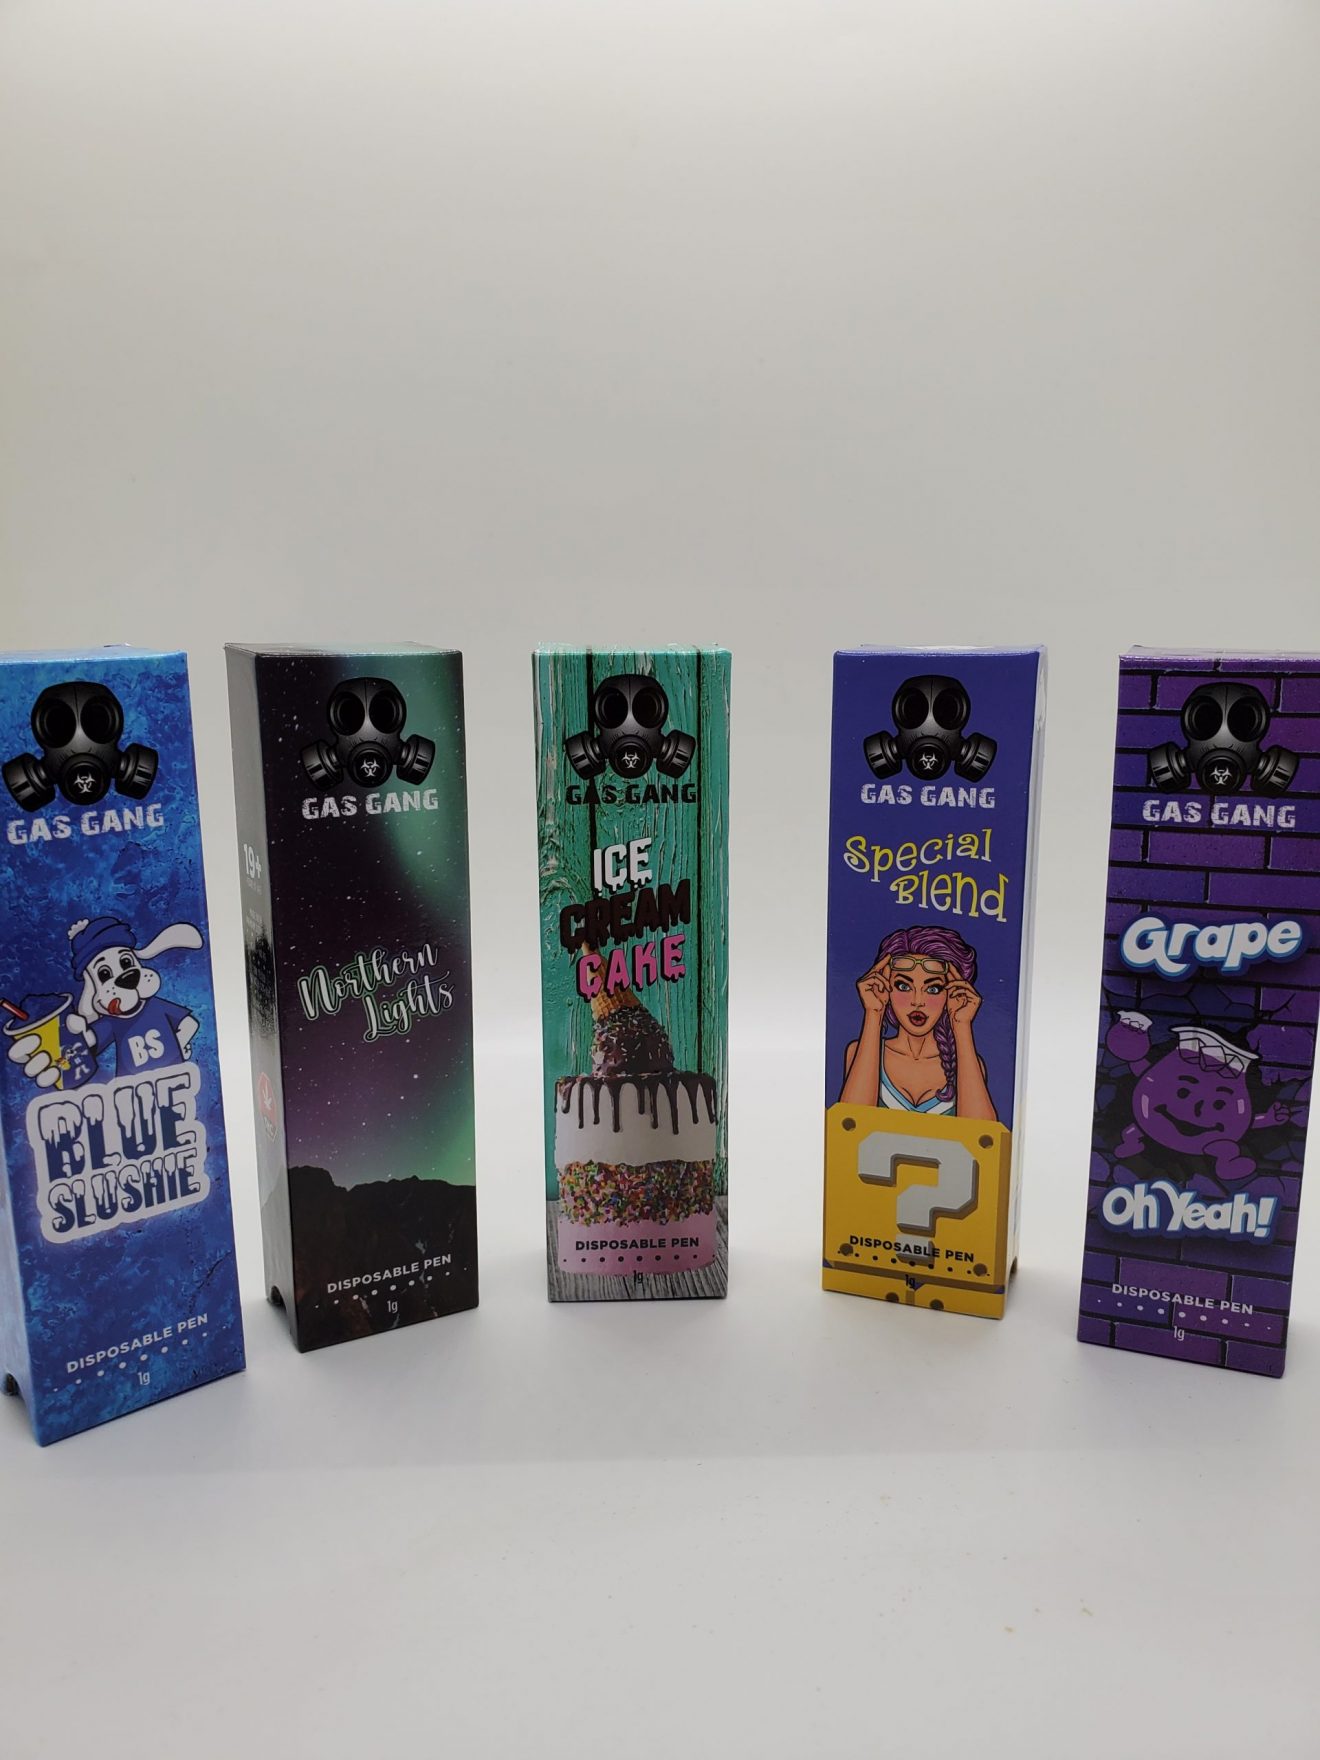 GAS GANG
BS
BLUE
SLUSHIE
DISPOSABLE PEN
1g
GAS GANG
19+
Northern
Lights
DISPOSABLE PEN
1g
GAS GANG
ICE
CREAM
CAKE
DISPOSABLE PEN
1g
GAS GANG
Special
Blend
?
DISPOSABLE PEN
1g
GAS GANG
Grape
Oh Yeah!
DISPOSABLE PEN
1g